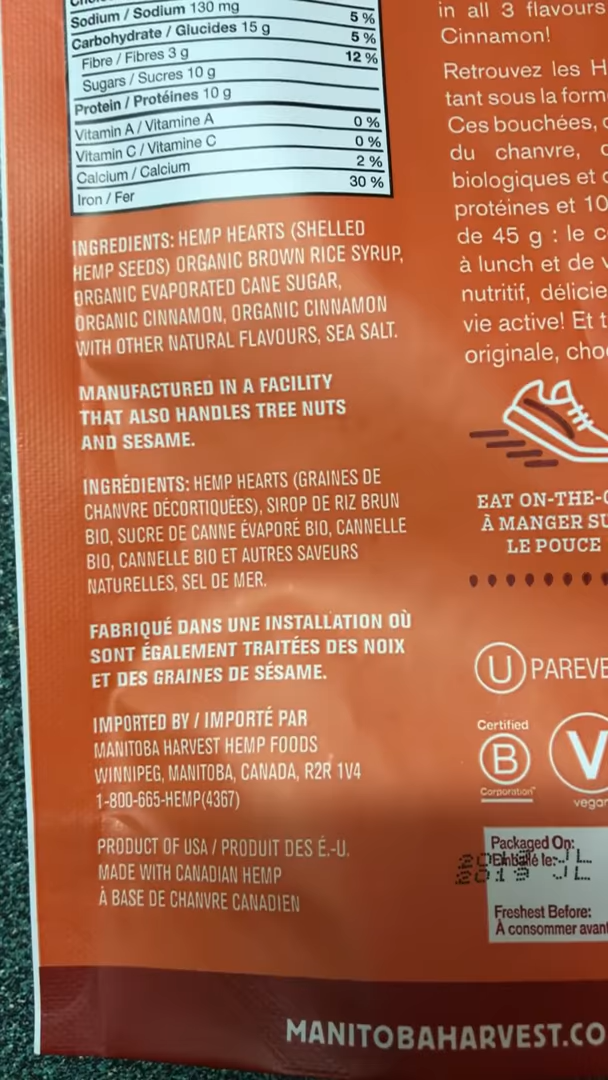 Sodium / Sodium 130 mg 5 %
Carbohydrate / Glucides 15 g 5 %
Fibre / Fibres 3 g 12 %
Sugars / Sucres 10 g
Protein / Protéines 10 g
Vitamin A / Vitamine A 0 %
Vitamin C / Vitamine C 0 %
Calcium / Calcium 2 %
Iron / Fer 30 %
INGREDIENTS: HEMP HEARTS (SHELLED
HEMP SEEDS) ORGANIC BROWN RICE SYRUP,
ORGANIC EVAPORATED CANE SUGAR,
ORGANIC CINNAMON, ORGANIC CINNAMON
WITH OTHER NATURAL FLAVOURS, SEA SALT.
MANUFACTURED IN A FACILITY
THAT ALSO HANDLES TREE NUTS
AND SESAME.
INGRÉDIENTS: HEMP HEARTS (GRAINES DE
CHANVRE DÉCORTIQUÉES), SIROP DE RIZ BRUN
BIO, SUCRE DE CANNE ÉVAPORÉ BIO, CANNELLE
BIO, CANNELLE BIO ET AUTRES SAVEURS
NATURELLES, SEL DE MER.
FABRIQUÉ DANS UNE INSTALLATION OÙ
SONT ÉGALEMENT TRAITÉES DES NOIX
ET DES GRAINES DE SÉSAME.
IMPORTED BY / IMPORTÉ PAR
MANITOBA HARVEST HEMP FOODS
WINNIPEG, MANITOBA, CANADA, R2R 1V4
1-800-665-HEMP(4367)
PRODUCT OF USA / PRODUIT DES É.-U.
MADE WITH CANADIAN HEMP
À BASE DE CHANVRE CANADIEN
in all 3 flavours
Cinnamon!
Retrouvez les H
tant sous la form
Ces bouchées,
du chanvre,
biologiques et
protéines et 10
de 45 g : le c
à lunch et de
nutritif, délicie
vie active! Et t
originale, cho
EAT ON-THE-
À MANGER SU
LE POUCE
U PAREVE
Certified
B
Corporation
V
vegan
Packaged On:
Emballé le:
2019 JL
Freshest Before:
À consommer avant
MANITOBAHARVEST.CO